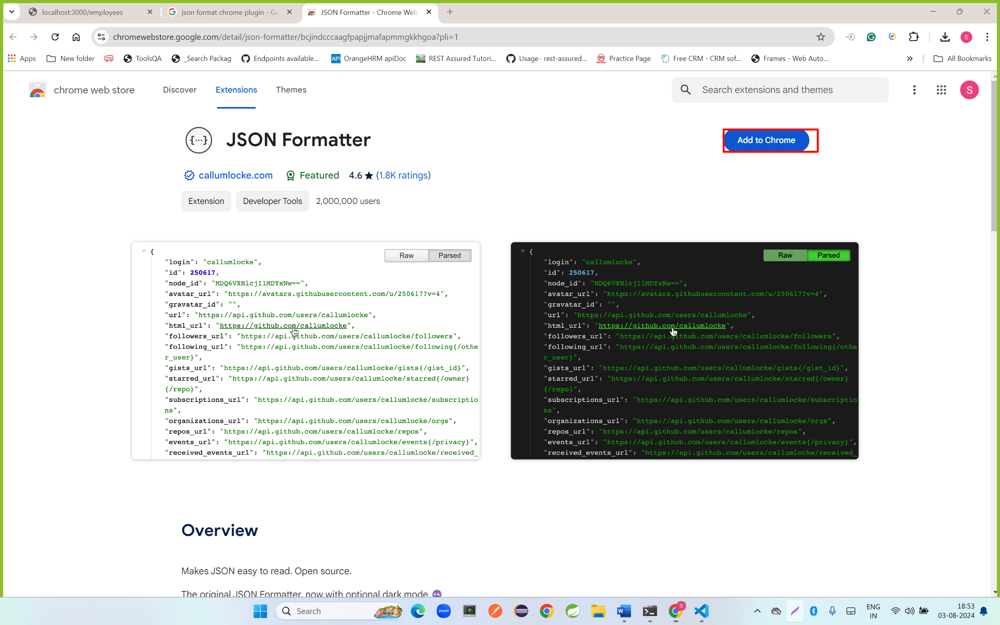 localhost:3000/employees
json format chrome plugin - Go
JSON Formatter - Chrome Web
chromewebstore.google.com/detail/json-formatter/bcjindcccaagfpapjjmafapmmgkkhgoa?pli=1
S
Apps
New folder
ToolsQA
_Search Packag
Endpoints available...
API
OrangeHRM apiDoc
REST Assured Tutori...
Usage · rest-assured...
Practice Page
Free CRM - CRM sof...
Frames - Web Auto...
All Bookmarks
chrome web store
Discover
Extensions
Themes
Search extensions and themes
S
{···}
JSON Formatter
Add to Chrome
callumlocke.com
Featured
4.6 ★ (1.8K ratings)
Extension
Developer Tools
2,000,000 users
Raw
Parsed
{
"login": "callumlocke",
"id": 250617,
"node_id": "MDQ6VXNlcjI1MDYxNw==",
"avatar_url": "https://avatars.githubusercontent.com/u/250617?v=4",
"gravatar_id": "",
"url": "https://api.github.com/users/callumlocke",
"html_url": "https://github.com/callumlocke",
"followers_url": "https://api.github.com/users/callumlocke/followers",
"following_url": "https://api.github.com/users/callumlocke/following{/othe
r_user}",
"gists_url": "https://api.github.com/users/callumlocke/gists{/gist_id}",
"starred_url": "https://api.github.com/users/callumlocke/starred{/owner}
{/repo}",
"subscriptions_url": "https://api.github.com/users/callumlocke/subscriptio
ns",
"organizations_url": "https://api.github.com/users/callumlocke/orgs",
"repos_url": "https://api.github.com/users/callumlocke/repos",
"events_url": "https://api.github.com/users/callumlocke/events{/privacy}",
"received_events_url": "https://api.github.com/users/callumlocke/received_
Raw
Parsed
{
"login": "callumlocke",
"id": 250617,
"node_id": "MDQ6VXNlcjI1MDYxNw==",
"avatar_url": "https://avatars.githubusercontent.com/u/250617?v=4",
"gravatar_id": "",
"url": "https://api.github.com/users/callumlocke",
"html_url": "https://github.com/callumlocke",
"followers_url": "https://api.github.com/users/callumlocke/followers",
"following_url": "https://api.github.com/users/callumlocke/following{/othe
r_user}",
"gists_url": "https://api.github.com/users/callumlocke/gists{/gist_id}",
"starred_url": "https://api.github.com/users/callumlocke/starred{/owner}
{/repo}",
"subscriptions_url": "https://api.github.com/users/callumlocke/subscriptio
ns",
"organizations_url": "https://api.github.com/users/callumlocke/orgs",
"repos_url": "https://api.github.com/users/callumlocke/repos",
"events_url": "https://api.github.com/users/callumlocke/events{/privacy}",
"received_events_url": "https://api.github.com/users/callumlocke/received_
Overview
Makes JSON easy to read. Open source.
The original JSON Formatter, now with optional dark mode
Search
zoom
W
S
ENG
IN
18:53
03-08-2024